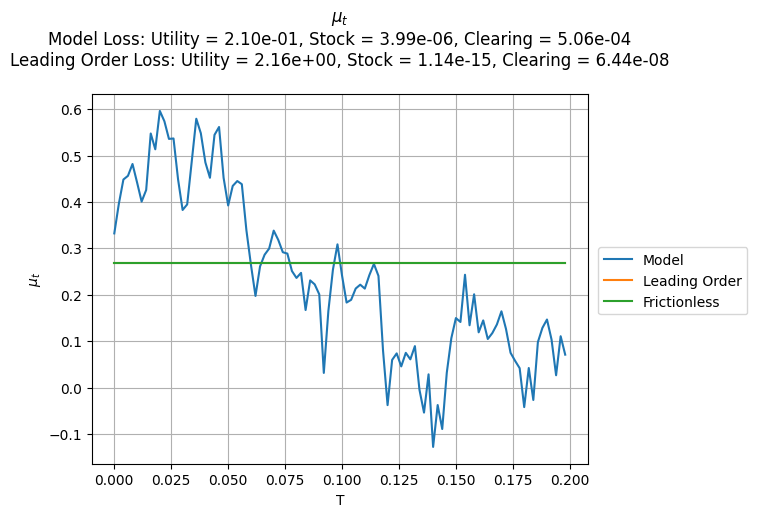 μ_t
Model Loss: Utility = 2.10e-01, Stock = 3.99e-06, Clearing = 5.06e-04
Leading Order Loss: Utility = 2.16e+00, Stock = 1.14e-15, Clearing = 6.44e-08
0.6
0.5
0.4
0.3
0.2
0.1
0.0
−0.1
μ_t
0.000 0.025 0.050 0.075 0.100 0.125 0.150 0.175 0.200
T
Model
Leading Order
Frictionless